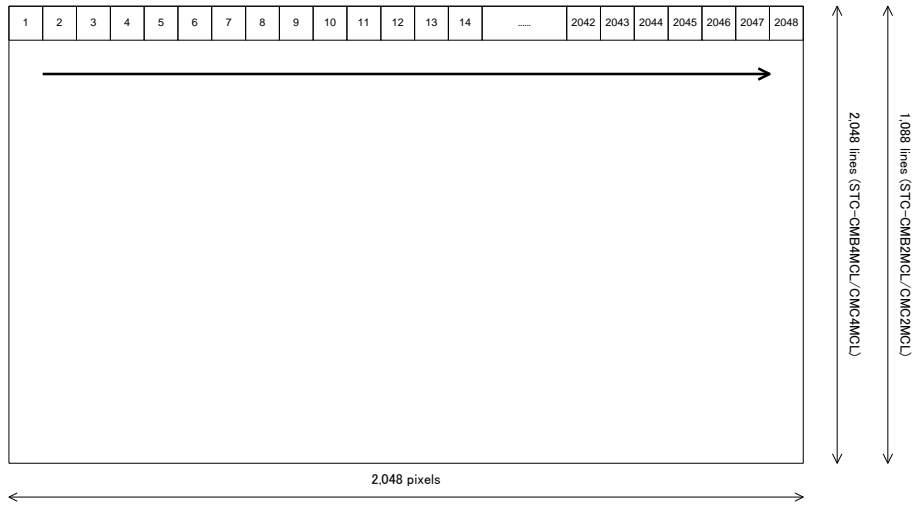 1 2 3 4 5 6 7 8 9 10 11 12 13 14 ...... 2042 2043 2044 2045 2046 2047 2048
2,048 lines (STC-CMB4MCL/CMC4MCL)
1,088 lines (STC-CMB2MCL/CMC2MCL)
2,048 pixels